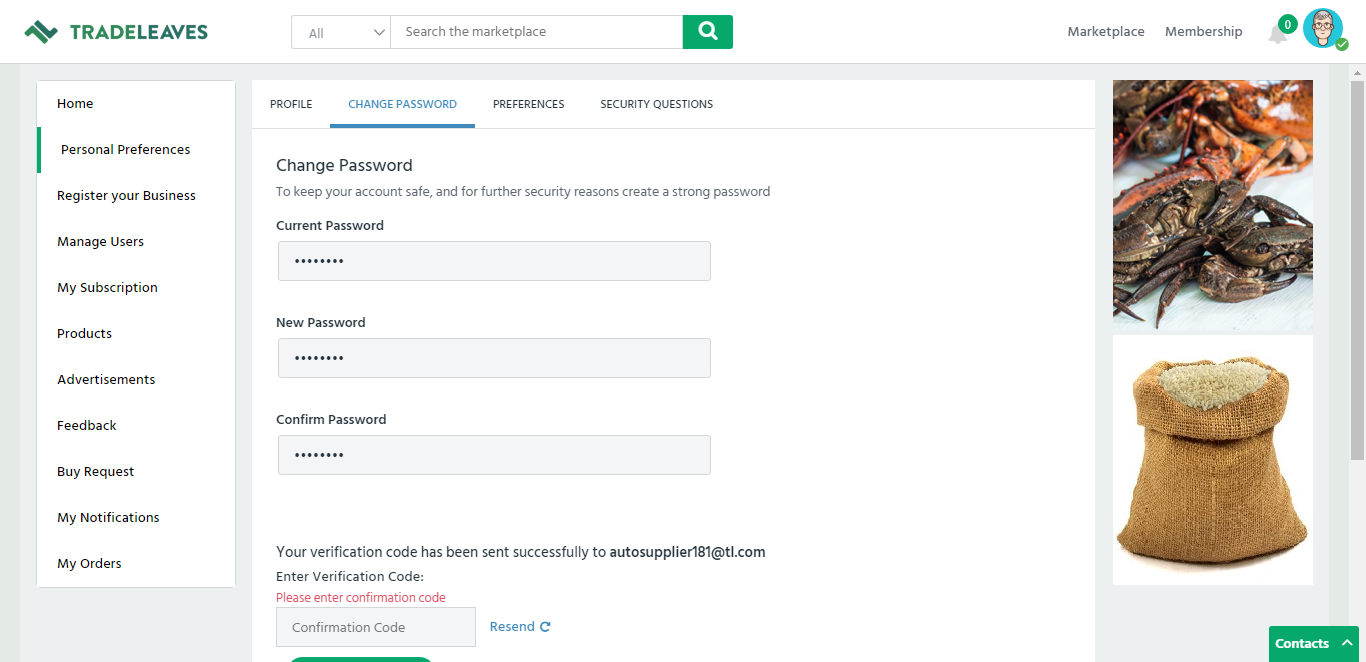 TRADELEAVES
All
Search the marketplace
Marketplace
Membership
0
Home
Personal Preferences
Register your Business
Manage Users
My Subscription
Products
Advertisements
Feedback
Buy Request
My Notifications
My Orders
PROFILE
CHANGE PASSWORD
PREFERENCES
SECURITY QUESTIONS
Change Password
To keep your account safe, and for further security reasons create a strong password
Current Password
••••••••
New Password
••••••••
Confirm Password
••••••••
Your verification code has been sent successfully to autosupplier181@tl.com
Enter Verification Code:
Please enter confirmation code
Confirmation Code
Resend
Contacts